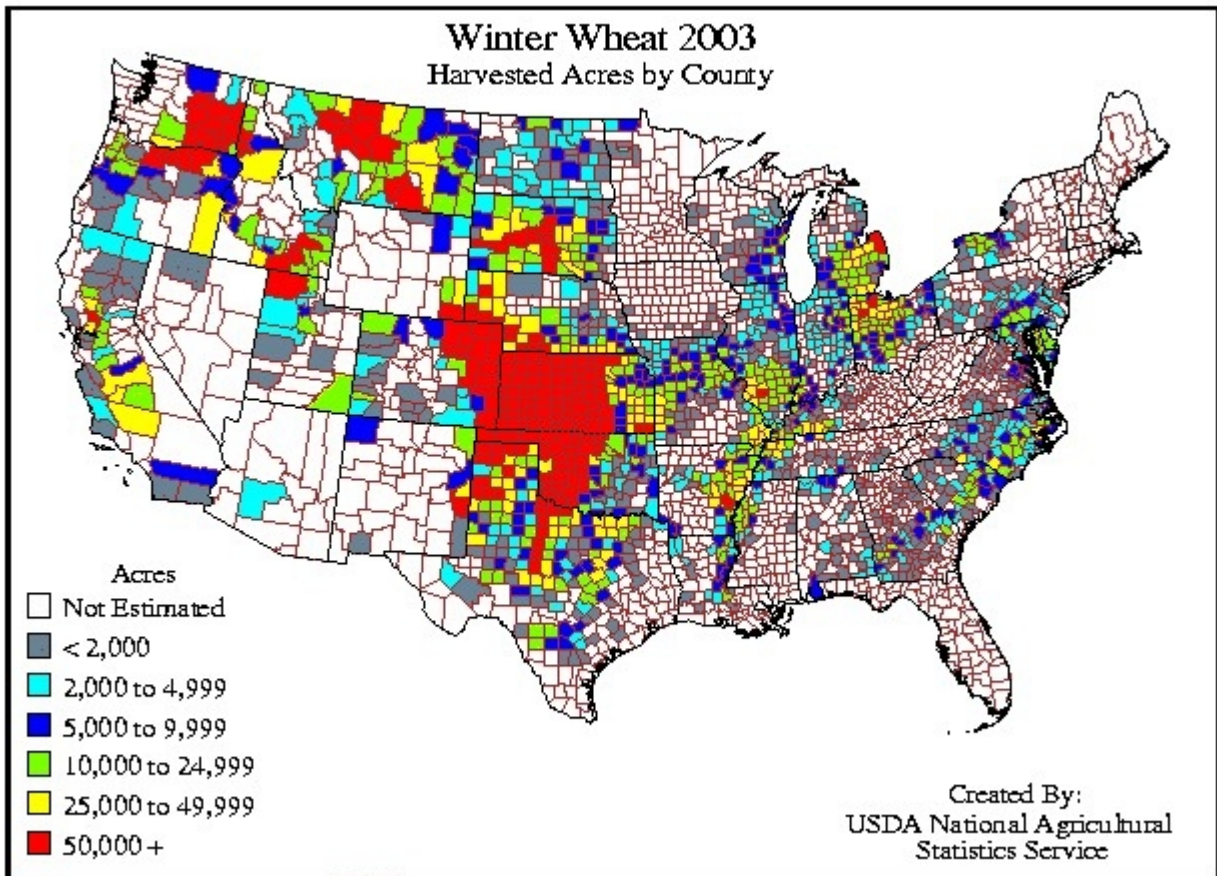 Winter Wheat 2003
Harvested Acres by County
Acres
Not Estimated
< 2,000
2,000 to 4,999
5,000 to 9,999
10,000 to 24,999
25,000 to 49,999
50,000 +
Created By:
USDA National Agricultural
Statistics Service